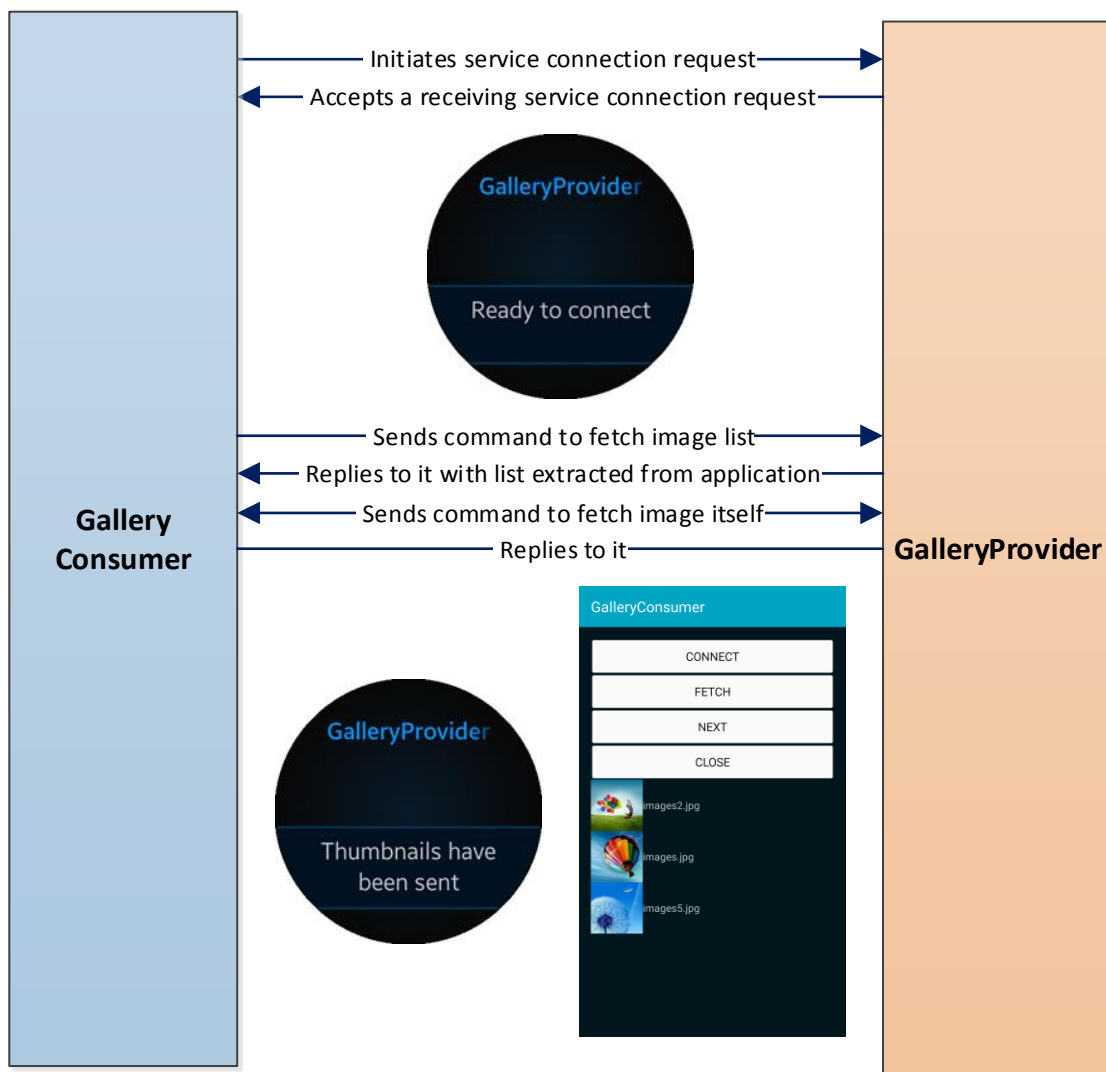 Initiates service connection request
Accepts a receiving service connection request
GalleryProvider
Ready to connect
Sends command to fetch image list
Replies to it with list extracted from application
Sends command to fetch image itself
Replies to it
Gallery
Consumer
GalleryProvider
GalleryProvider
Thumbnails have
been sent
GalleryConsumer
CONNECT
FETCH
NEXT
CLOSE
images2.jpg
images.jpg
images5.jpg